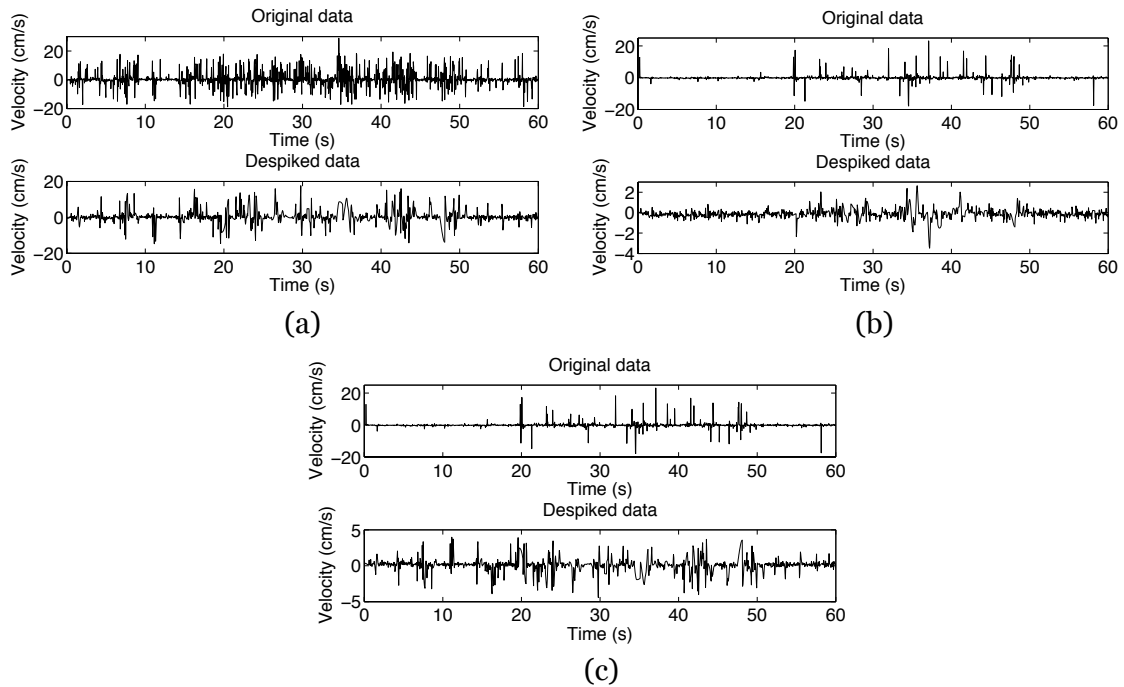 Original data
Velocity (cm/s)
20
0
−20
0 10 20 30 40 50 60
Time (s)
Despiked data
Velocity (cm/s)
20
0
−20
0 10 20 30 40 50 60
Time (s)
(a)
Original data
Velocity (cm/s)
20
0
−20
0 10 20 30 40 50 60
Time (s)
Despiked data
Velocity (cm/s)
2
0
−2
−4
0 10 20 30 40 50 60
Time (s)
(b)
Original data
Velocity (cm/s)
20
0
−20
0 10 20 30 40 50 60
Time (s)
Despiked data
Velocity (cm/s)
5
0
−5
0 10 20 30 40 50 60
Time (s)
(c)